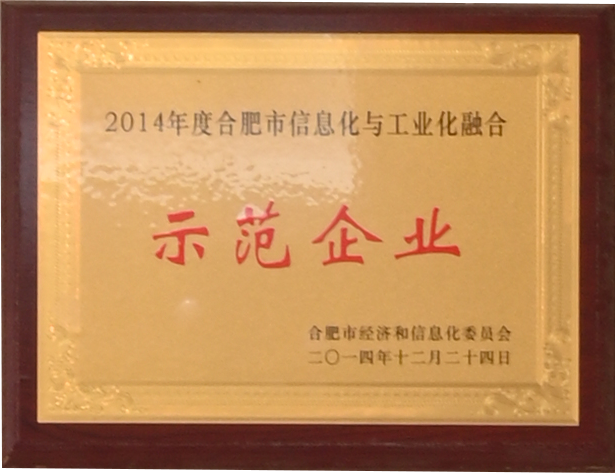 2014年度合肥市信息化与工业化融合
示范企业
合肥市经济和信息化委员会
二〇一四年十二月二十四日